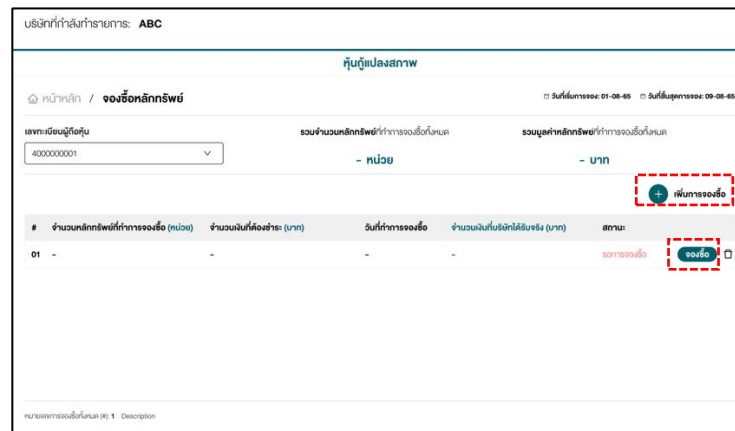 บริษัทที่กำลังทำรายการ: ABC
หุ้นกู้แปลงสภาพ
หน้าหลัก / จองซื้อหลักทรัพย์
วันที่เริ่มการจอง: 01-08-65 วันที่สิ้นสุดการจอง: 09-08-65
เลขทะเบียนผู้ถือหุ้น รวมจำนวนหลักทรัพย์ที่ทำการจองซื้อทั้งหมด รวมมูลค่าหลักทรัพย์ที่ทำการจองซื้อทั้งหมด
4000000001
- หน่วย - บาท
+ เพิ่มการจองซื้อ
# จำนวนหลักทรัพย์ที่ทำการจองซื้อ (หน่วย) จำนวนเงินที่ต้องชำระ (บาท) วันที่ทำการจองซื้อ จำนวนเงินที่บริษัทได้รับจริง (บาท) สถานะ
01 - - - - รอการจองซื้อ จองซื้อ
หมายเลขการจองซื้อทั้งหมด (#): 1 Description